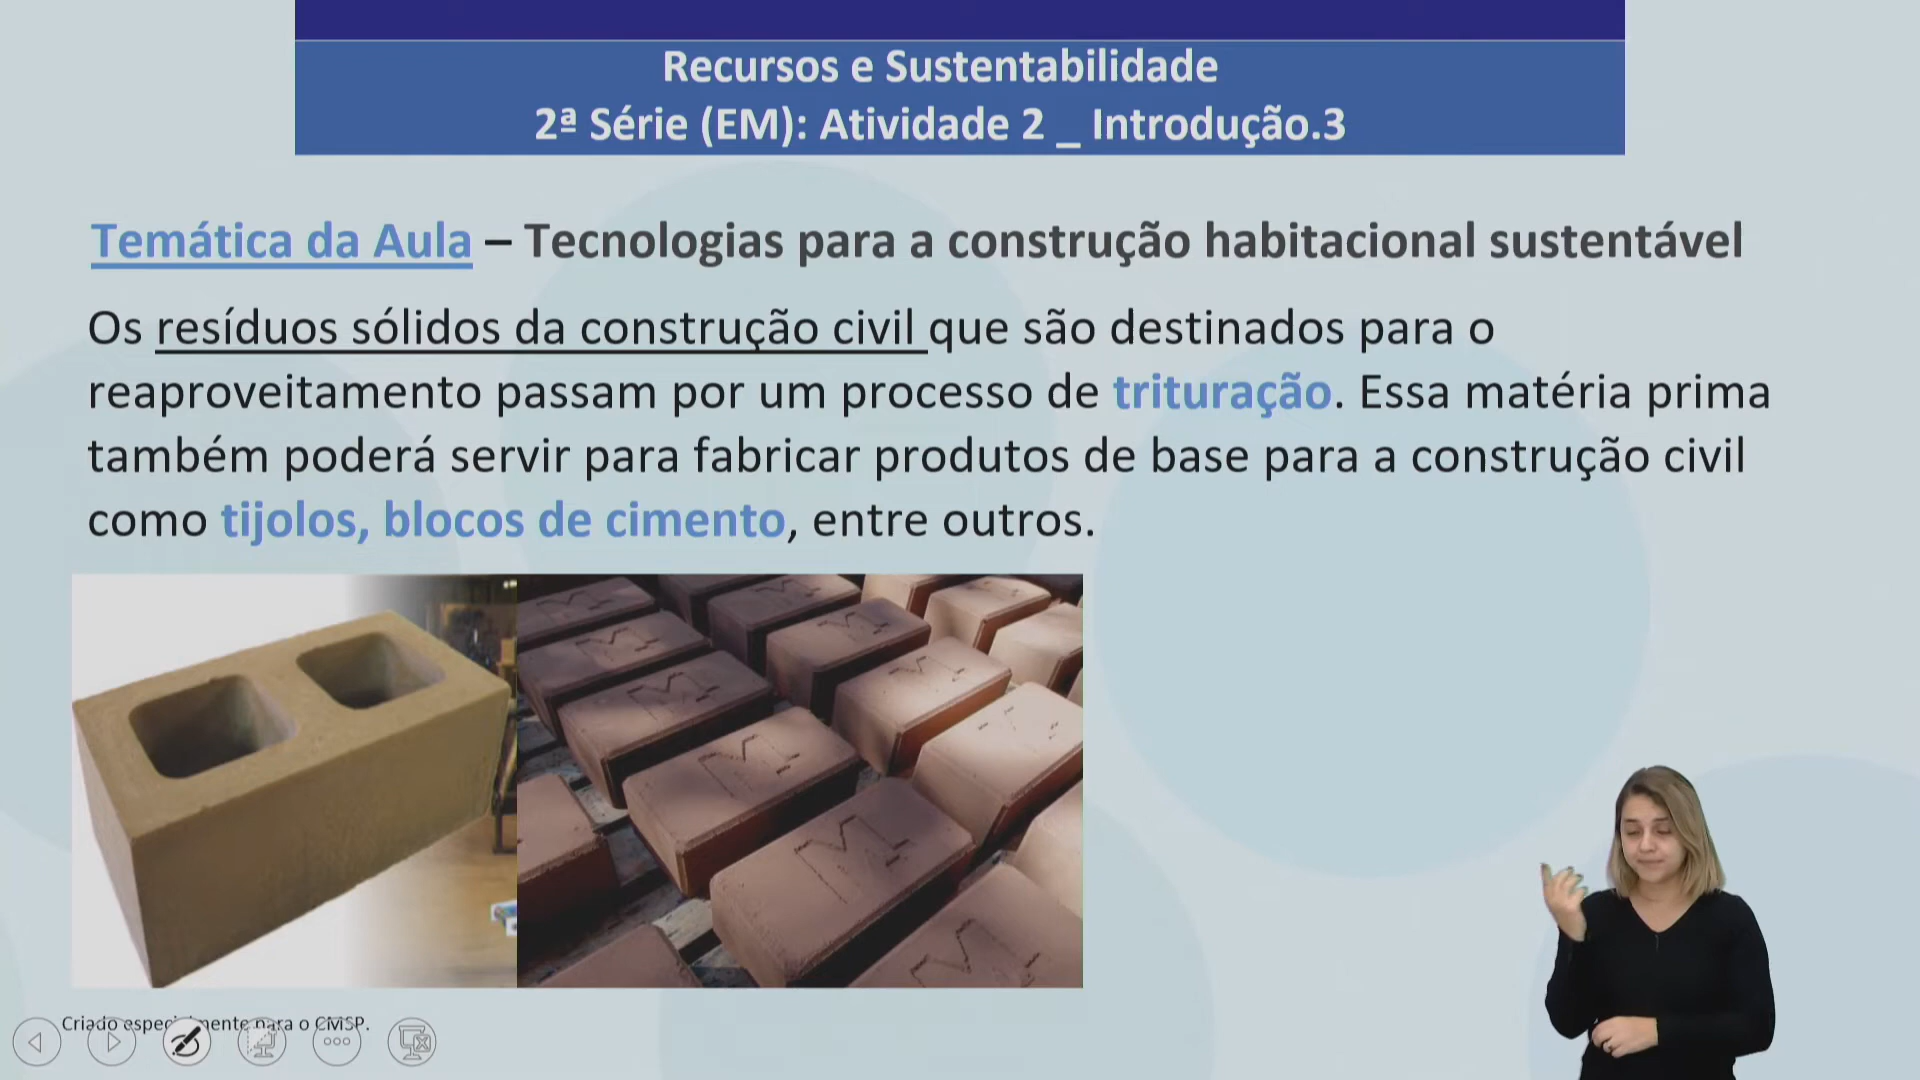 Recursos e Sustentabilidade
2ª Série (EM): Atividade 2 _ Introdução.3
Temática da Aula – Tecnologias para a construção habitacional sustentável
Os resíduos sólidos da construção civil que são destinados para o
reaproveitamento passam por um processo de trituração. Essa matéria prima
também poderá servir para fabricar produtos de base para a construção civil
como tijolos, blocos de cimento, entre outros.
M M M
M M
M M
M
M
M
Criado especialmente para o CMSP.